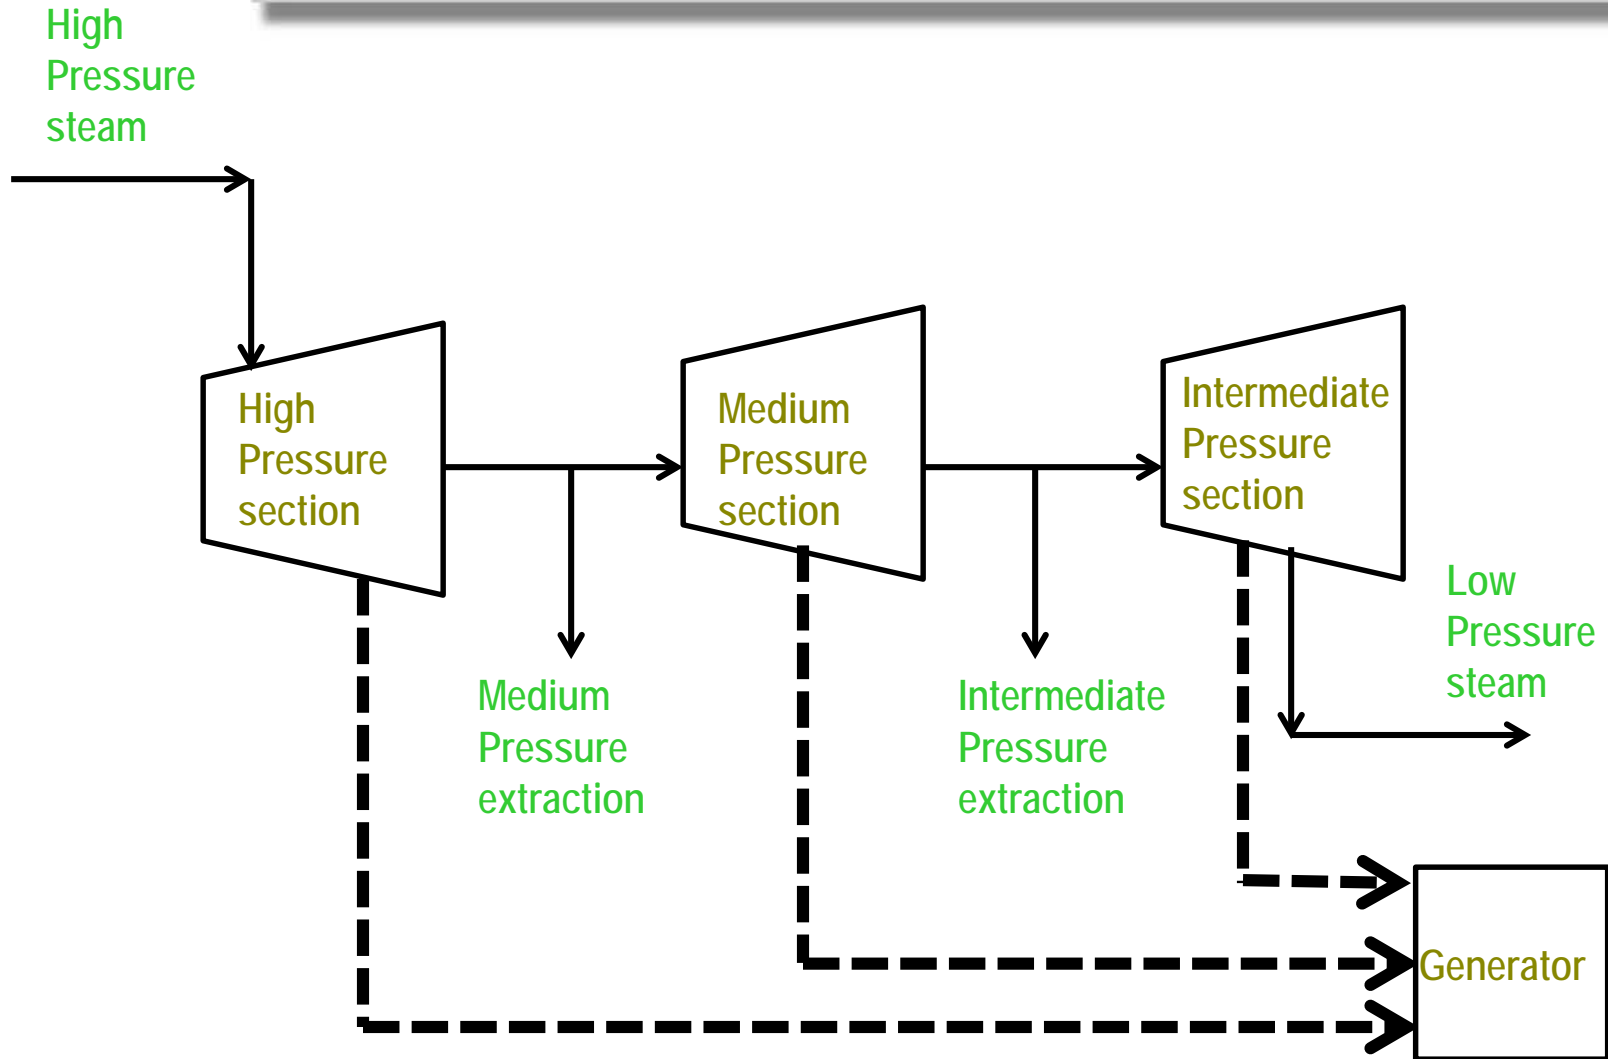 High
Pressure
steam
High
Pressure
section
Medium
Pressure
section
Intermediate
Pressure
section
Medium
Pressure
extraction
Intermediate
Pressure
extraction
Low
Pressure
steam
Generator